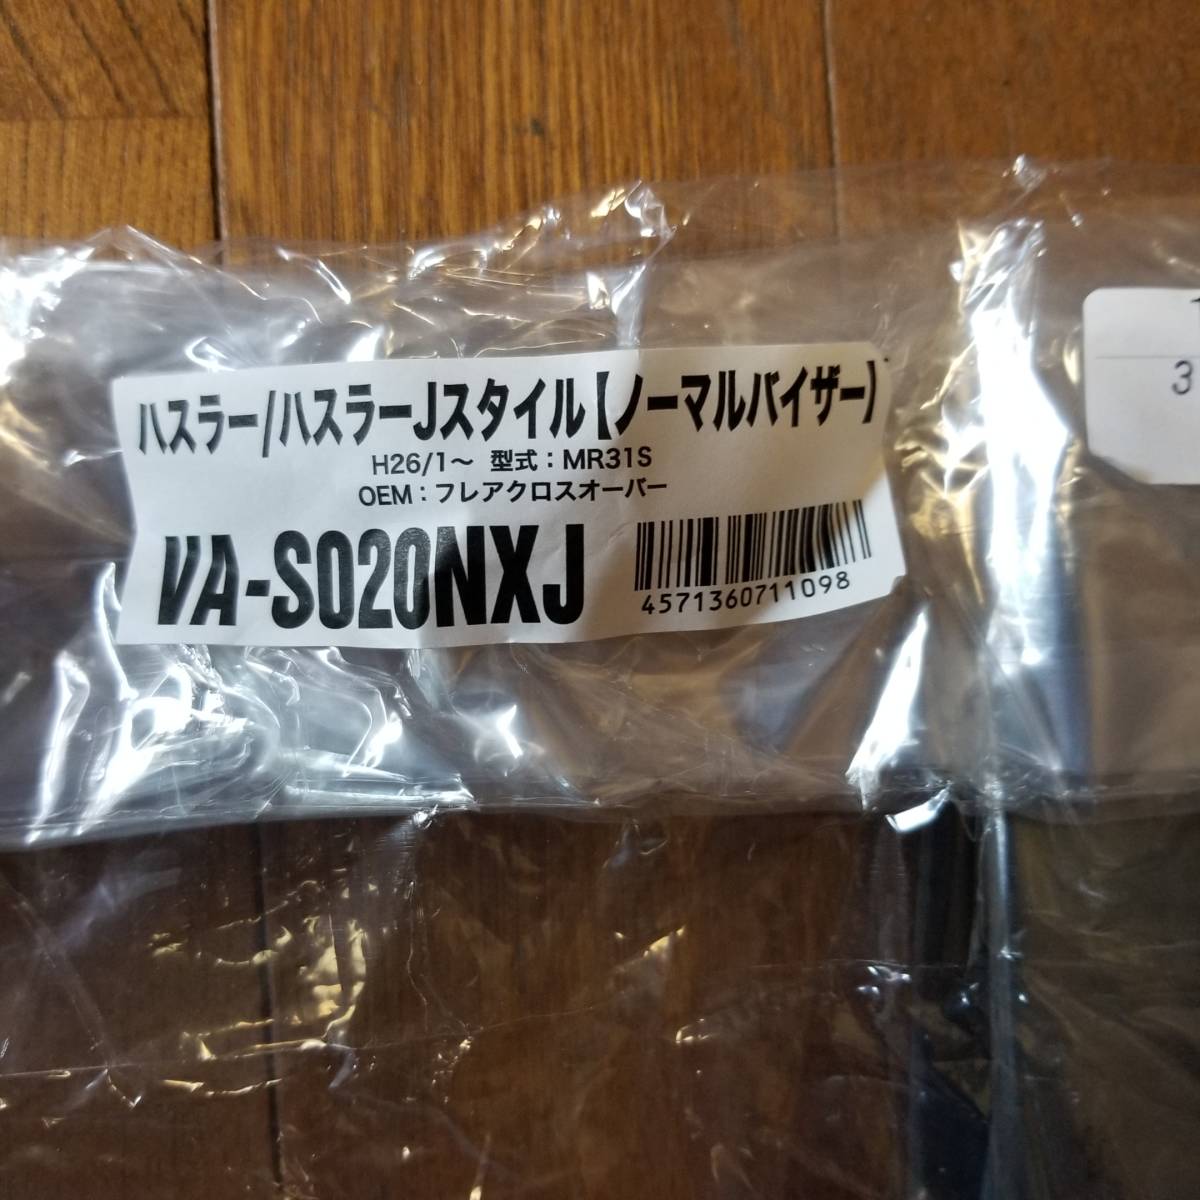 ハスラー/ハスラーJスタイル【ノーマルバイザー】
H26/1～ 型式：MR31S
OEM：フレアクロスオーバー
VA-S020NXJ
4571360711098
3